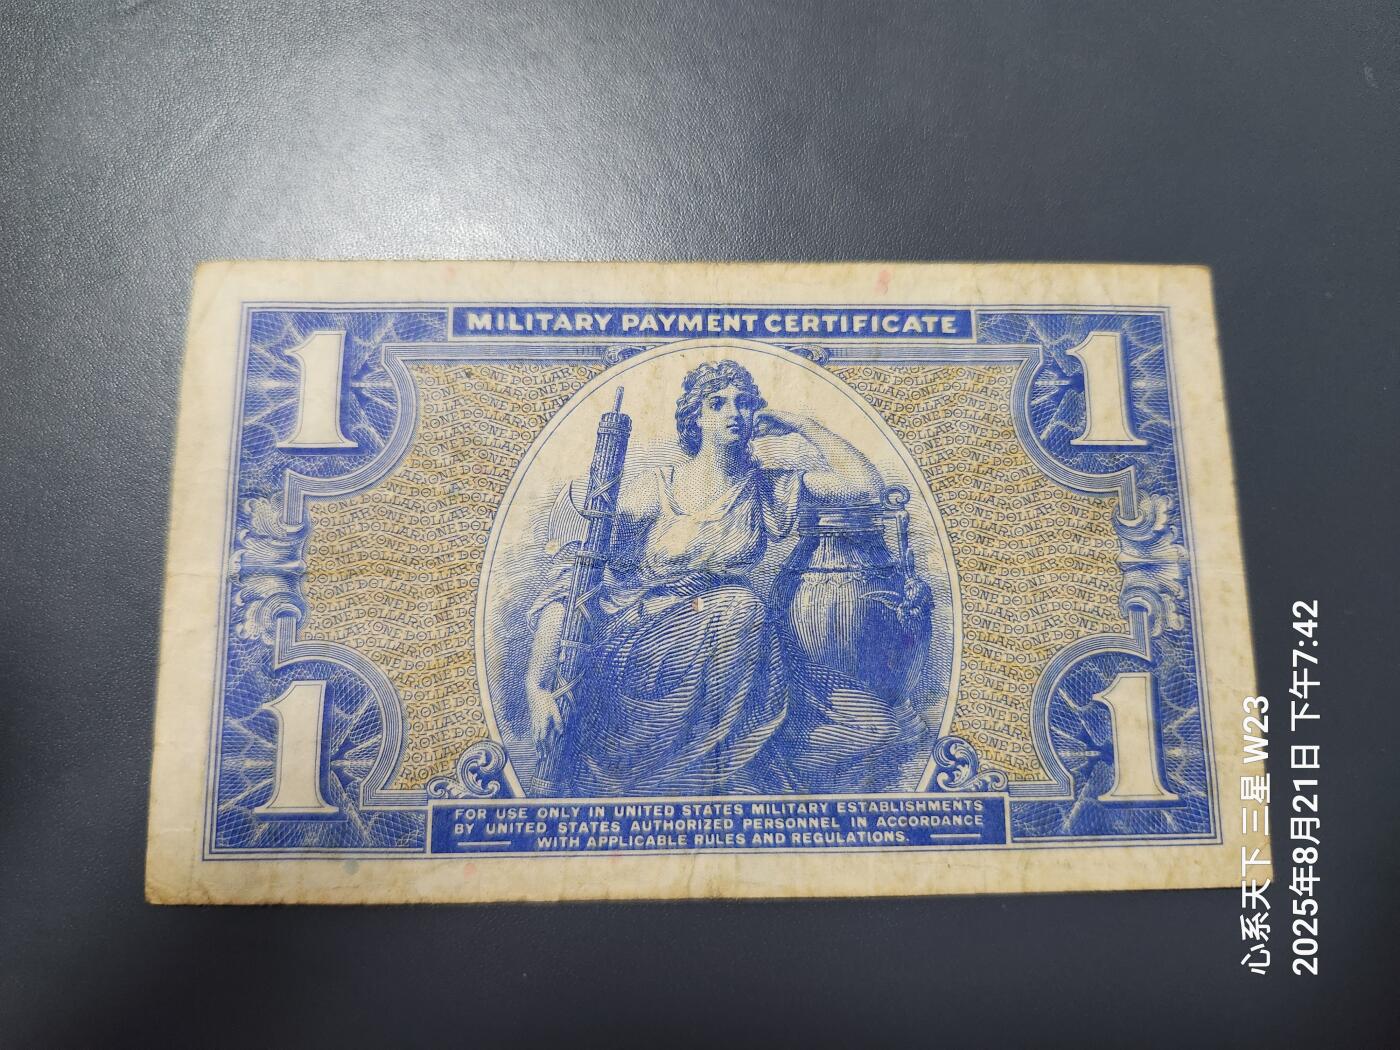 MILITARY PAYMENT CERTIFICATE
1
1
1
1
FOR USE ONLY IN UNITED STATES MILITARY ESTABLISHMENTS
BY UNITED STATES AUTHORIZED PERSONNEL IN ACCORDANCE
WITH APPLICABLE RULES AND REGULATIONS.
心系天下 三星 W23
2025年8月21日 下午7:42